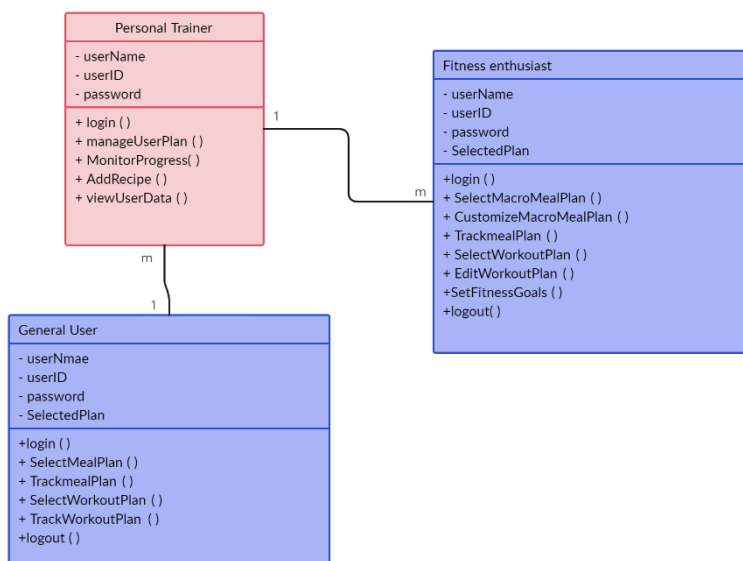 Personal Trainer
- userName
- userID
- password
+ login ( )
+ manageUserPlan ( )
+ MonitorProgress( )
+ AddRecipe ( )
+ viewUserData ( )
1
m
Fitness enthusiast
- userName
- userID
- password
- SelectedPlan
+login ( )
+ SelectMacroMealPlan ( )
+ CustomizeMacroMealPlan ( )
+ TrackmealPlan ( )
+ SelectWorkoutPlan ( )
+ EditWorkoutPlan ( )
+SetFitnessGoals ( )
+logout( )
m
1
General User
- userNmae
- userID
- password
- SelectedPlan
+login ( )
+ SelectMealPlan ( )
+ TrackmealPlan ( )
+ SelectWorkoutPlan ( )
+ TrackWorkoutPlan ( )
+logout ( )